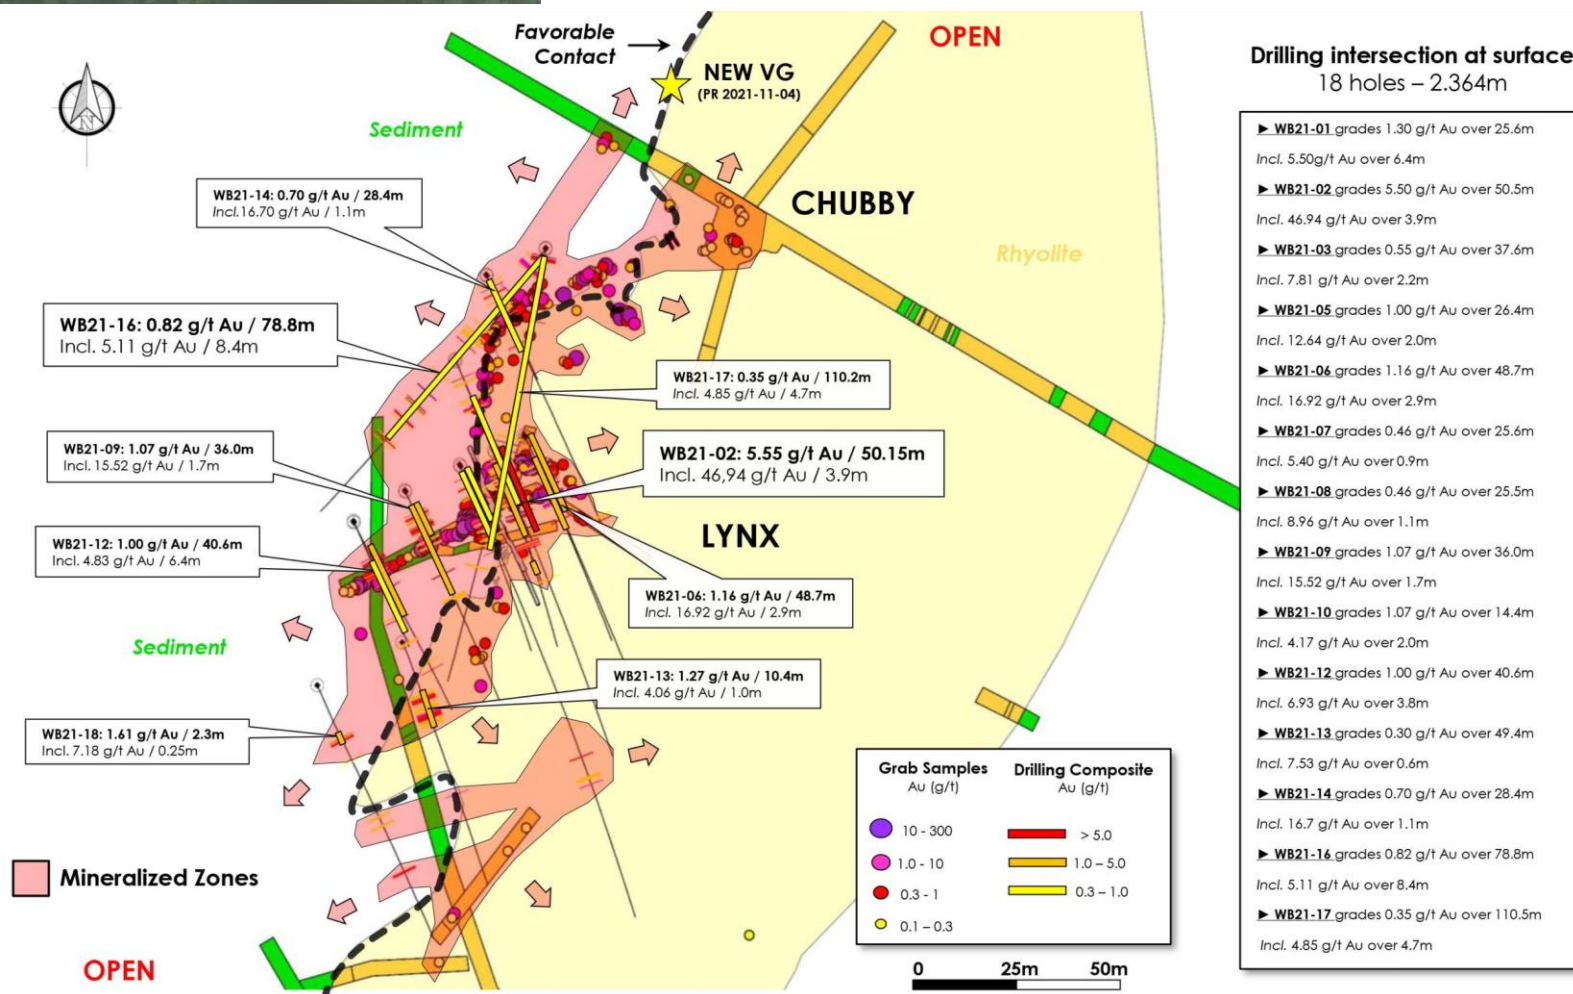 Favorable
Contact
NEW VG
(PR 2021-11-04)
OPEN
N
Sediment
CHUBBY
Rhyolite
WB21-14: 0.70 g/t Au / 28.4m
Incl.16.70 g/t Au / 1.1m
WB21-16: 0.82 g/t Au / 78.8m
Incl. 5.11 g/t Au / 8.4m
WB21-17: 0.35 g/t Au / 110.2m
Incl. 4.85 g/t Au / 4.7m
WB21-09: 1.07 g/t Au / 36.0m
Incl. 15.52 g/t Au / 1.7m
WB21-02: 5.55 g/t Au / 50.15m
Incl. 46,94 g/t Au / 3.9m
WB21-12: 1.00 g/t Au / 40.6m
Incl. 4.83 g/t Au / 6.4m
LYNX
WB21-06: 1.16 g/t Au / 48.7m
Incl. 16.92 g/t Au / 2.9m
Sediment
WB21-13: 1.27 g/t Au / 10.4m
Incl. 4.06 g/t Au / 1.0m
WB21-18: 1.61 g/t Au / 2.3m
Incl. 7.18 g/t Au / 0.25m
Mineralized Zones
OPEN
Grab Samples
Au (g/t)
10 - 300
1.0 - 10
0.3 - 1
0.1 – 0.3
Drilling Composite
Au (g/t)
> 5.0
1.0 – 5.0
0.3 – 1.0
0 25m 50m
Drilling intersection at surface
18 holes – 2.364m
► WB21-01 grades 1.30 g/t Au over 25.6m
Incl. 5.50g/t Au over 6.4m
► WB21-02 grades 5.50 g/t Au over 50.5m
Incl. 46.94 g/t Au over 3.9m
► WB21-03 grades 0.55 g/t Au over 37.6m
Incl. 7.81 g/t Au over 2.2m
► WB21-05 grades 1.00 g/t Au over 26.4m
Incl. 12.64 g/t Au over 2.0m
► WB21-06 grades 1.16 g/t Au over 48.7m
Incl. 16.92 g/t Au over 2.9m
► WB21-07 grades 0.46 g/t Au over 25.6m
Incl. 5.40 g/t Au over 0.9m
► WB21-08 grades 0.46 g/t Au over 25.5m
Incl. 8.96 g/t Au over 1.1m
► WB21-09 grades 1.07 g/t Au over 36.0m
Incl. 15.52 g/t Au over 1.7m
► WB21-10 grades 1.07 g/t Au over 14.4m
Incl. 4.17 g/t Au over 2.0m
► WB21-12 grades 1.00 g/t Au over 40.6m
Incl. 6.93 g/t Au over 3.8m
► WB21-13 grades 0.30 g/t Au over 49.4m
Incl. 7.53 g/t Au over 0.6m
► WB21-14 grades 0.70 g/t Au over 28.4m
Incl. 16.7 g/t Au over 1.1m
► WB21-16 grades 0.82 g/t Au over 78.8m
Incl. 5.11 g/t Au over 8.4m
► WB21-17 grades 0.35 g/t Au over 110.5m
Incl. 4.85 g/t Au over 4.7m